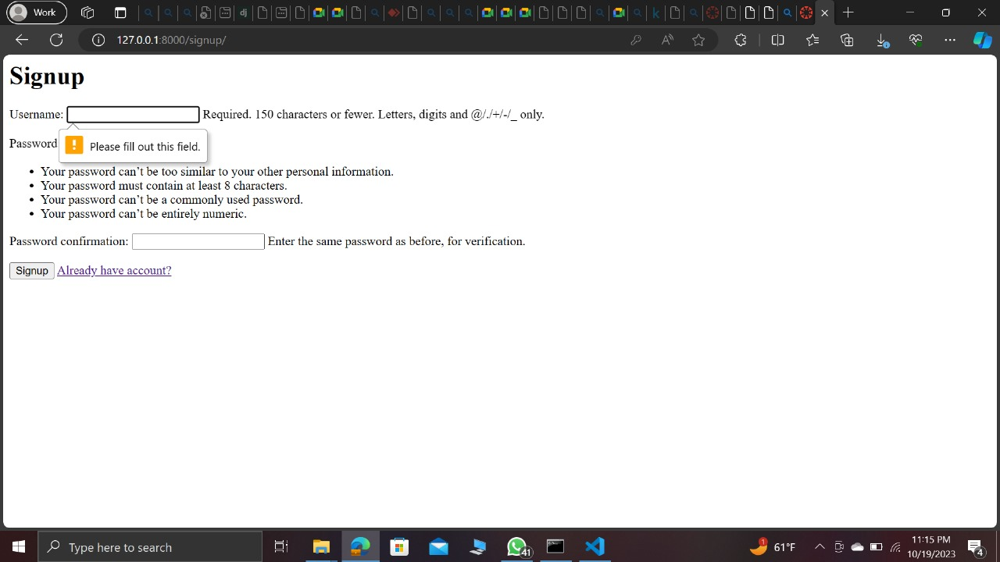 Work
dj
k
127.0.0.1:8000/signup/
Signup
Username: Required. 150 characters or fewer. Letters, digits and @/./+/-/_ only.
Please fill out this field.
Password
Your password can’t be too similar to your other personal information.
Your password must contain at least 8 characters.
Your password can’t be a commonly used password.
Your password can’t be entirely numeric.
Password confirmation: Enter the same password as before, for verification.
Signup Already have account?
Type here to search
41
1
61°F
11:15 PM
10/19/2023
4